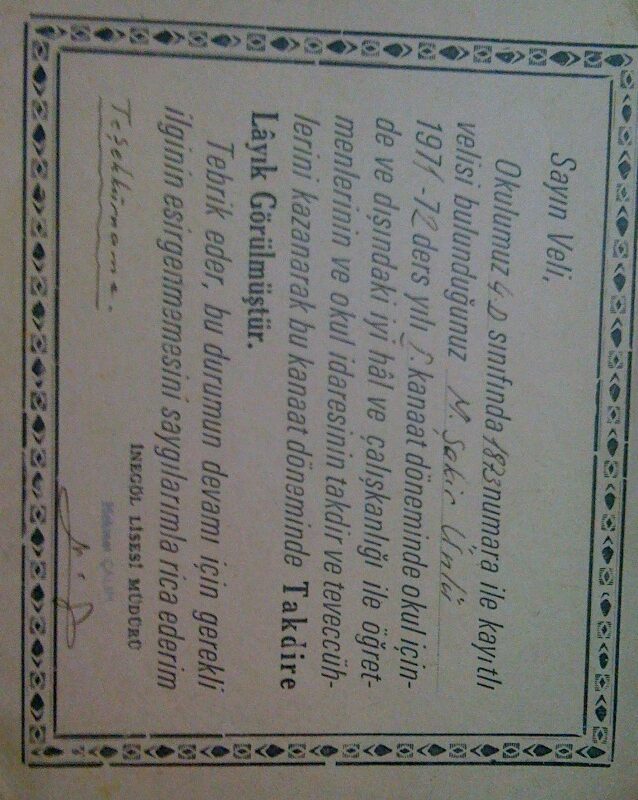 Sayın Veli,
Okulumuz 4 D sınıfında 1873 numara ile kayıtlı
velisi bulunduğunuz M. Şakir Ünlü
1971-72 ders yılı I. kanaat döneminde okul için-
de ve dışındaki iyi hâl ve çalışkanlığı ile öğret-
menlerinin ve okul idaresinin takdir ve teveccüh-
lerini kazanarak bu kanaat döneminde Takdire
Lâyık Görülmüştür.
Tebrik eder, bu durumun devamı için gerekli
ilginin esirgenmemesini saygılarımla rica ederim
Teşekkürname.
İNEGÖL LİSESİ MÜDÜRÜ